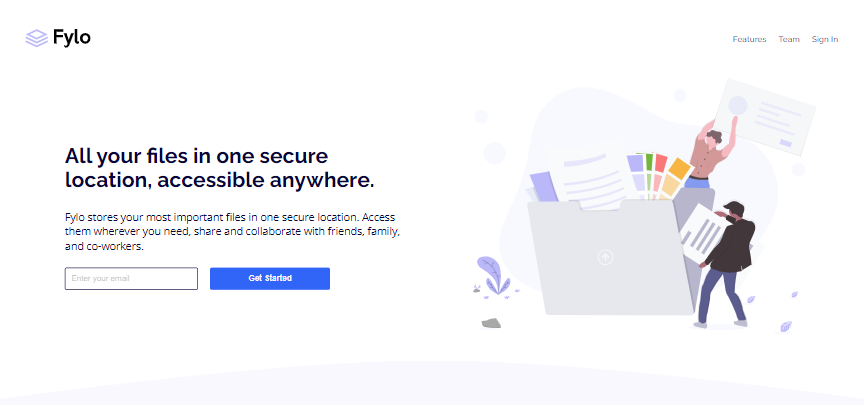 Fylo
Features Team Sign In
All your files in one secure
location, accessible anywhere.
Fylo stores your most important files in one secure location. Access
them wherever you need, share and collaborate with friends, family,
and co-workers.
Enter your email
Get Started